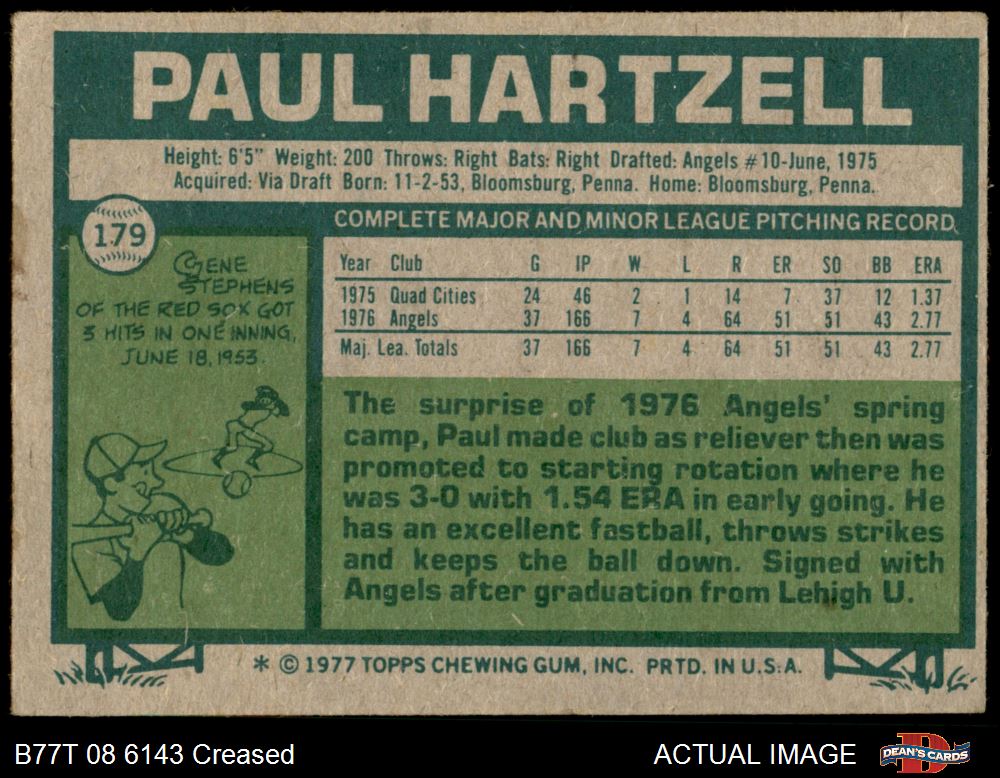 PAUL HARTZELL
Height: 6'5" Weight: 200 Throws: Right Bats: Right Drafted: Angels #10-June, 1975
Acquired: Via Draft Born: 11-2-53, Bloomsburg, Penna. Home: Bloomsburg, Penna.
179
GENE
STEPHENS
OF THE RED SOX GOT
3 HITS IN ONE INNING,
JUNE 18, 1953.
COMPLETE MAJOR AND MINOR LEAGUE PITCHING RECORD
Year Club G IP W L R ER SO BB ERA
1975 Quad Cities 24 46 2 1 14 7 37 12 1.37
1976 Angels 37 166 7 4 64 51 51 43 2.77
Maj. Lea. Totals 37 166 7 4 64 51 51 43 2.77
The surprise of 1976 Angels' spring
camp, Paul made club as reliever then was
promoted to starting rotation where he
was 3-0 with 1.54 ERA in early going. He
has an excellent fastball, throws strikes
and keeps the ball down. Signed with
Angels after graduation from Lehigh U.
* © 1977 TOPPS CHEWING GUM, INC. PRTD. IN U.S.A.
B77T 08 6143 Creased
ACTUAL IMAGE
D
DEAN'S CARDS